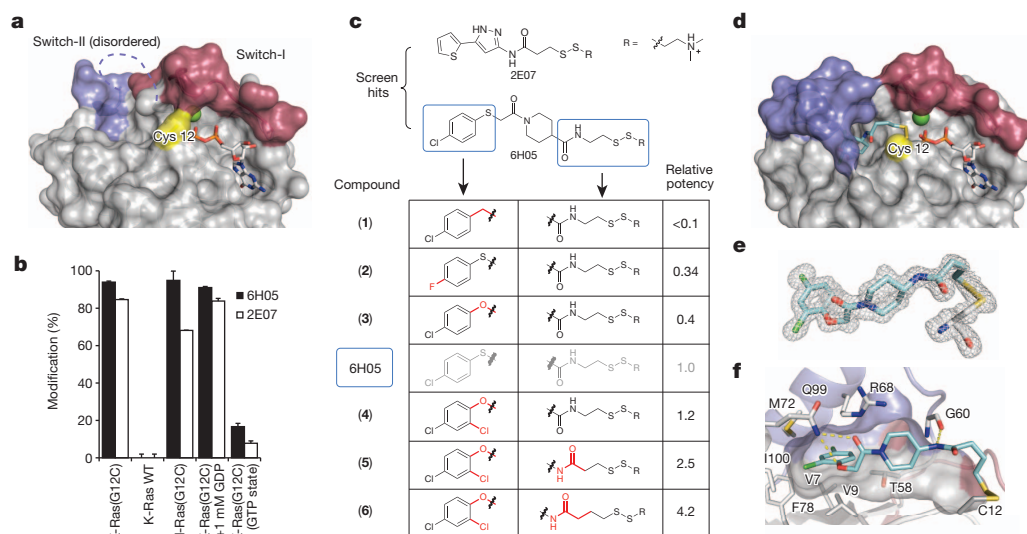 a
Switch-II (disordered)
Switch-I
Cys 12
b
Modification (%)
100
80
60
40
20
0
6H05
2E07
K-Ras WT
-Ras(G12C)
-Ras(G12C)
-Ras(G12C)
+1 mM GDP
-Ras(G12C)
(GTP state)
c
Screen
hits
2E07
R =
6H05
Compound
Relative
potency
(1) <0.1
(2) 0.34
(3) 0.4
6H05 1.0
(4) 1.2
(5) 2.5
(6) 4.2
d
Cys 12
e
f
Q99
R68
M72
G60
I100
V7
V9
T58
F78
C12